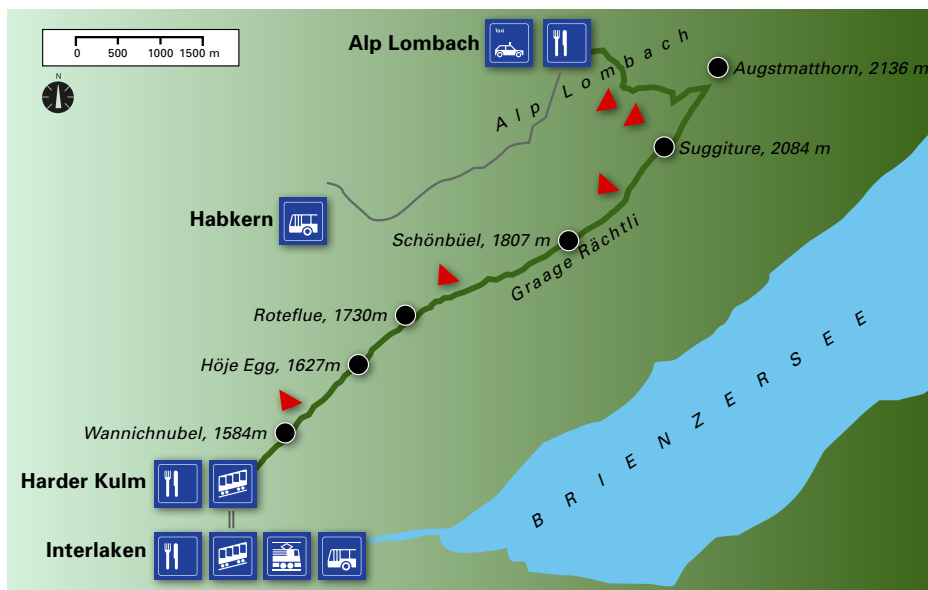 Taxi
Alp Lombach
0 500 1000 1500 m
N
Alp Lombach
Augstmatthorn, 2136 m
Suggiture, 2084 m
Habkern
Schönbüel, 1807 m
Graage Rächtli
Roteflue, 1730m
BRIENZERSEE
Höje Egg, 1627m
Wannichnubel, 1584m
Harder Kulm
Interlaken